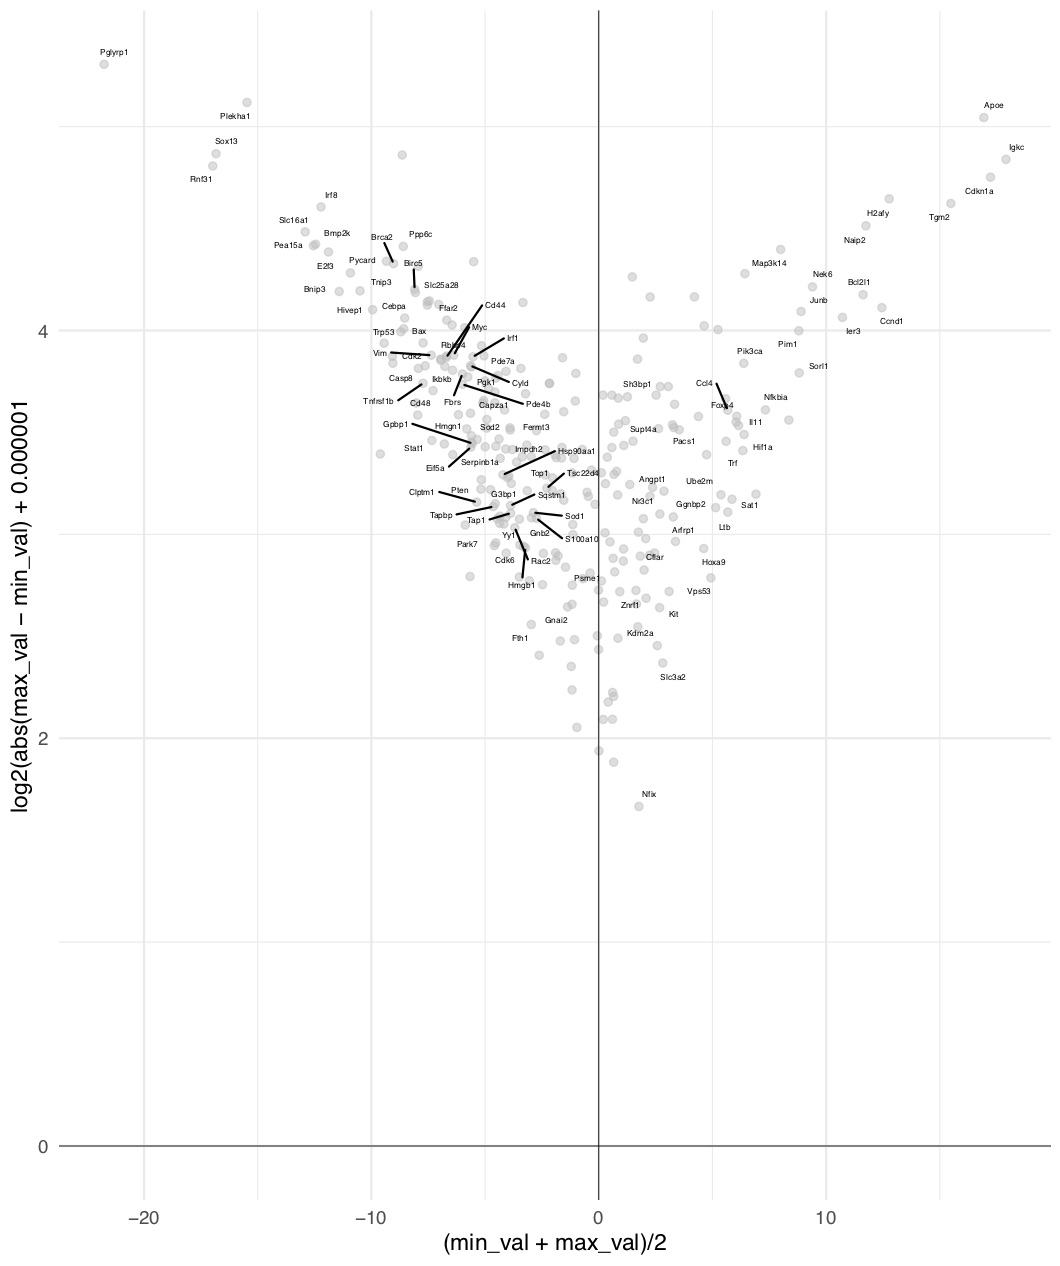 Pglyrp1
Apoe
Plekha1
Sox13
Igkc
Rnf31
Cdkn1a
Irf8
H2afy
Tgm2
Slc16a1
Bmp2k
Brca2
Ppp6c
Naip2
Pea15a
E2f3
Pycard
Birc5
Map3k14
Nek6
Bnip3
Tnip3
Slc25a28
Bcl2l1
Hivep1
Cebpa
Ffar2
Cd44
Junb
Ccnd1
Trp53
Bax
Myc
Ier3
Vim
Cdk2
Irf1
Pim1
Pde7a
Pik3ca
Sorl1
Casp8
Ikbkb
Pgk1
Cyld
Sh3bp1
Ccl4
Tnfrsf1b
Cd48
Fbrs
Capza1
Pde4b
Nfkbia
Gpbp1
Hmgn1
Sod2
Fermt3
Supt4a
Il11
Stat1
Impdh2
Hsp90aa1
Pacs1
Hif1a
Eif5a
Serpinb1a
Top1
Tsc22d4
Trf
Clptm1
Pten
G3bp1
Sqstm1
Angpt1
Ube2m
Tapbp
Tap1
Sod1
Nr3c1
Ggnbp2
Sat1
Park7
Yy1
Gnb2
S100a10
Arfrp1
Ltb
Cdk6
Rac2
Cflar
Hoxa9
Hmgb1
Psme1
Vps53
Gnai2
Znrf1
Kit
Fth1
Kdm2a
Slc3a2
Nfix
4
2
0
−20
−10
0
10
(min_val + max_val)/2
log2(abs(max_val − min_val) + 0.000001